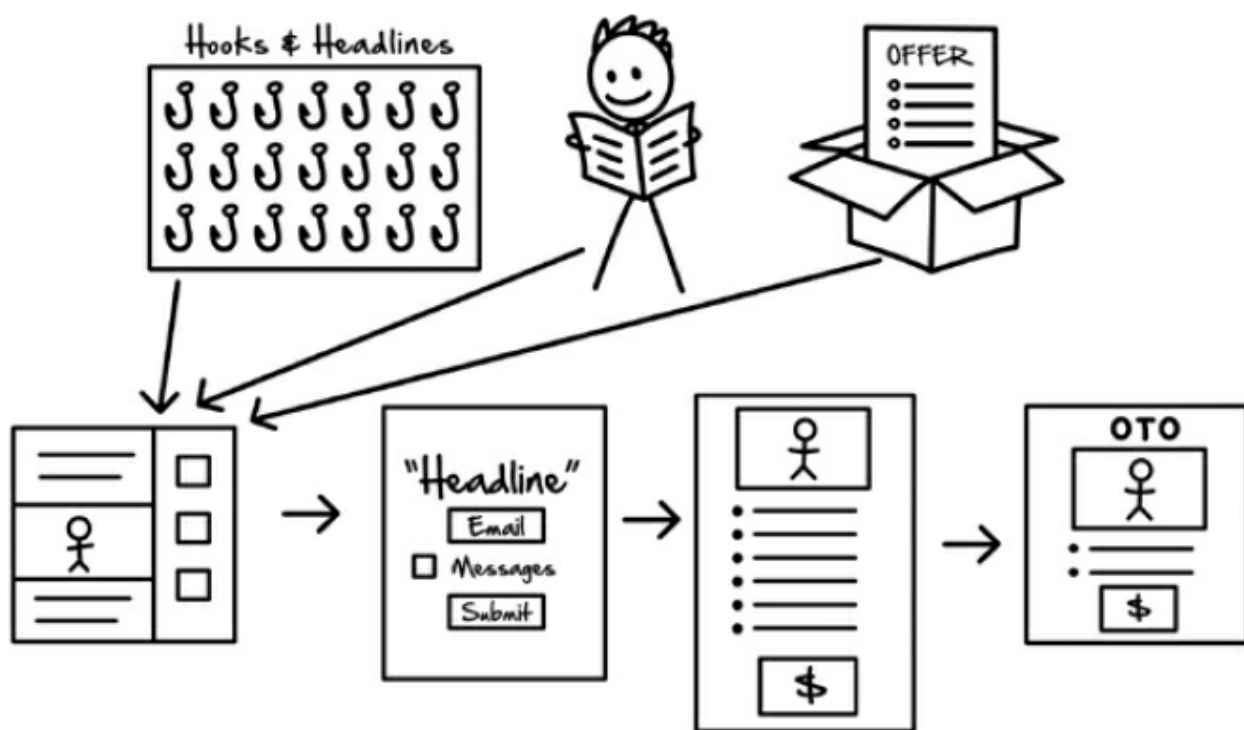 Hooks & Headlines
OFFER
"Headline"
Email
Messages
Submit
$
OTO
$